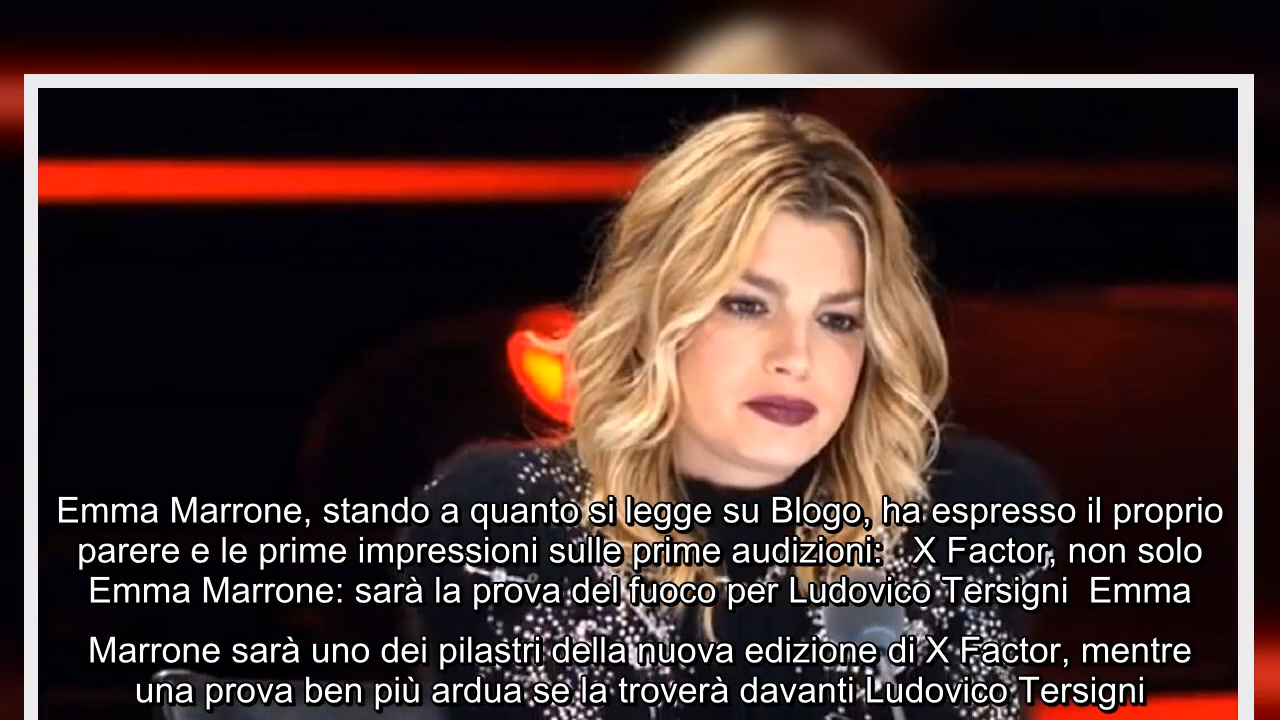 Emma Marrone, stando a quanto si legge su Blogo, ha espresso il proprio
parere e le prime impressioni sulle prime audizioni:   X Factor, non solo
Emma Marrone: sarà la prova del fuoco per Ludovico Tersigni  Emma
Marrone sarà uno dei pilastri della nuova edizione di X Factor, mentre
una prova ben più ardua se la troverà davanti Ludovico Tersigni